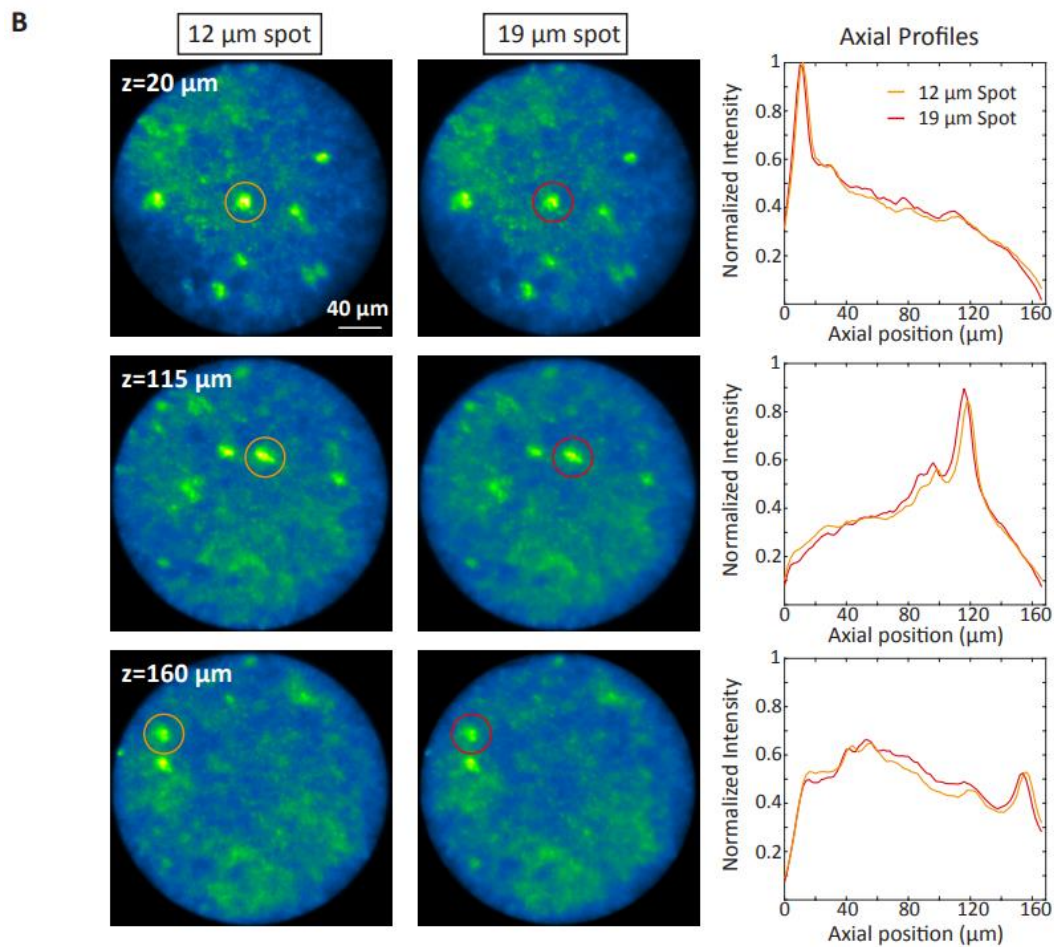 B
12 μm spot
19 μm spot
Axial Profiles
z=20 μm
40 μm
12 μm Spot
19 μm Spot
Normalized Intensity
1
0.8
0.6
0.4
0.2
0 40 80 120 160
Axial position (μm)
z=115 μm
Normalized Intensity
1
0.8
0.6
0.4
0.2
0 40 80 120 160
Axial position (μm)
z=160 μm
Normalized Intensity
1
0.8
0.6
0.4
0.2
0 40 80 120 160
Axial position (μm)